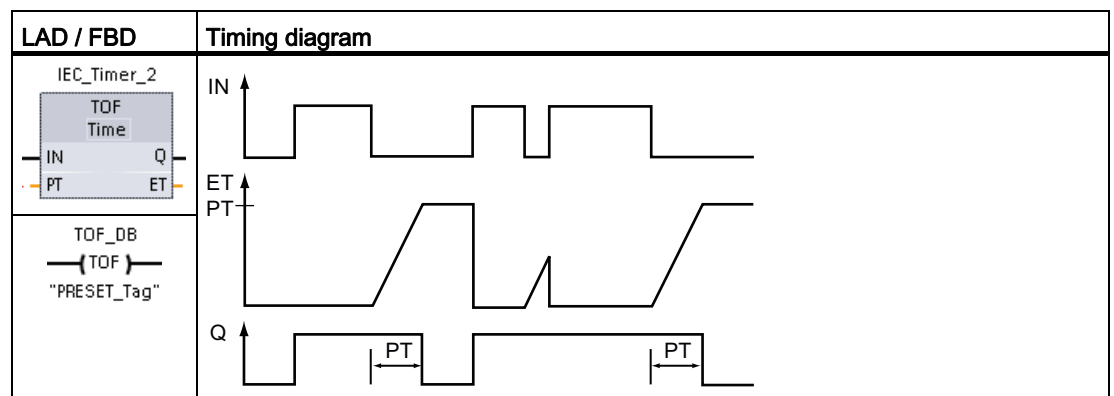 LAD / FBD
Timing diagram
IEC_Timer_2
TOF
Time
IN Q
PT ET
TOF_DB
TOF
"PRESET_Tag"
IN
ET
PT
Q
PT
PT